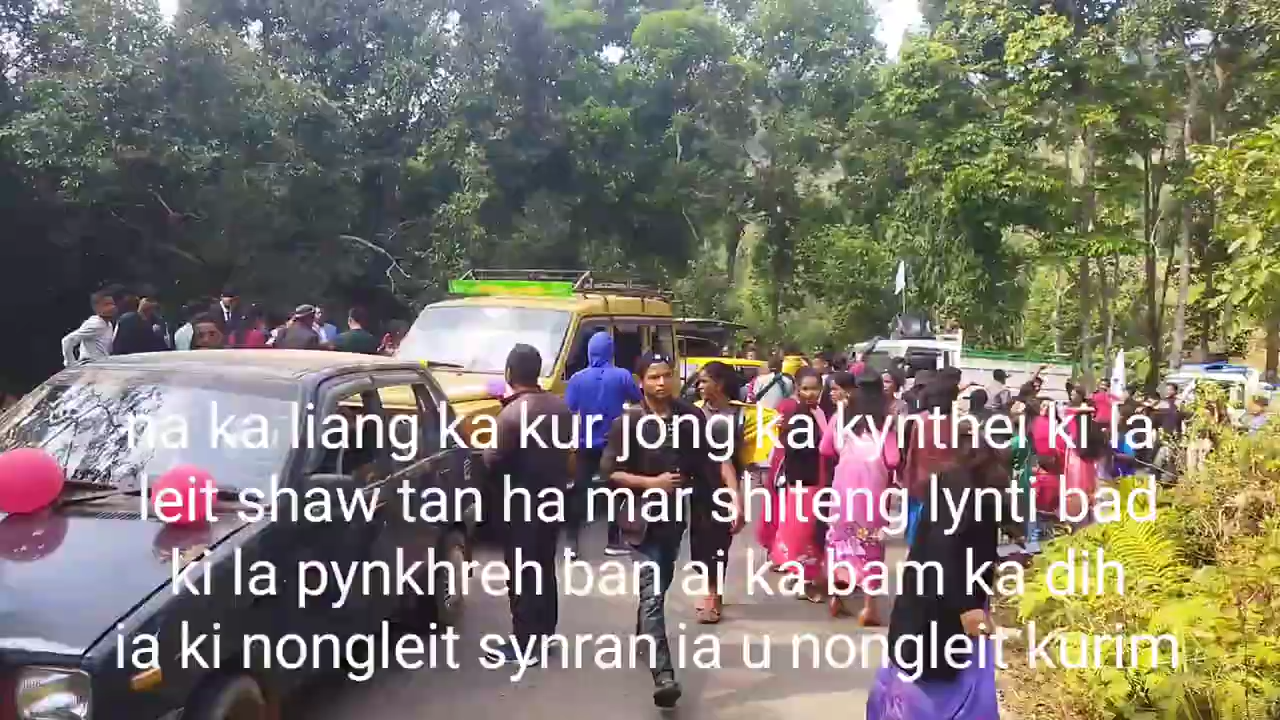 na ka liang ka kur jong ka kynthei ki la
leit shaw tan ha mar shiteng lynti bad
ki la pynkhreh ban ai ka bam ka dih
ia ki nongleit synran ia u nongleit kurim